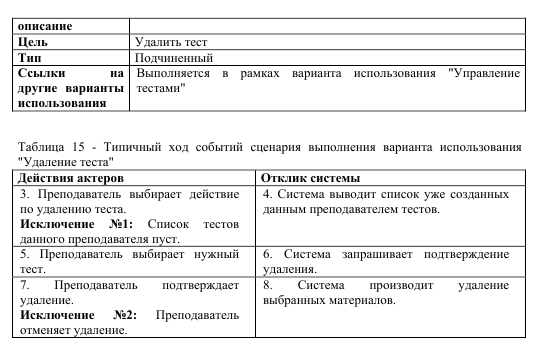 описание
Цель Удалить тест
Тип Подчиненный
Ссылки на Выполняется в рамках варианта использования "Управление
другие варианты тестами"
использования
Таблица 15 - Типичный ход событий сценария выполнения варианта использования
"Удаление теста"
Действия актеров Отклик системы
3. Преподаватель выбирает действие
по удалению теста.
Исключение №1: Список тестов
данного преподавателя пуст.
4. Система выводит список уже созданных
данным преподавателем тестов.
5. Преподаватель выбирает нужный
тест.
6. Система запрашивает подтверждение
удаления.
7. Преподаватель подтверждает
удаление.
Исключение №2: Преподаватель
отменяет удаление.
8. Система производит удаление
выбранных материалов.